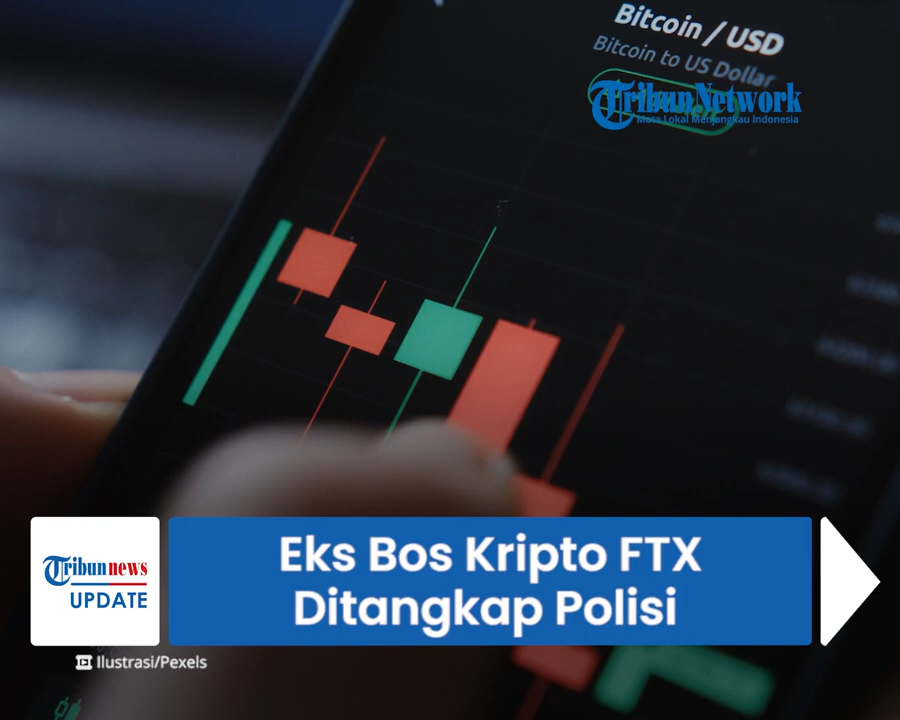 Bitcoin / USD
Bitcoin to US Dollar
TribunNetwork
Mata Lokal Menjangkau Indonesia
Eks Bos Kripto FTX
Ditangkap Polisi
Tribunnews
UPDATE
Ilustrasi/Pexels